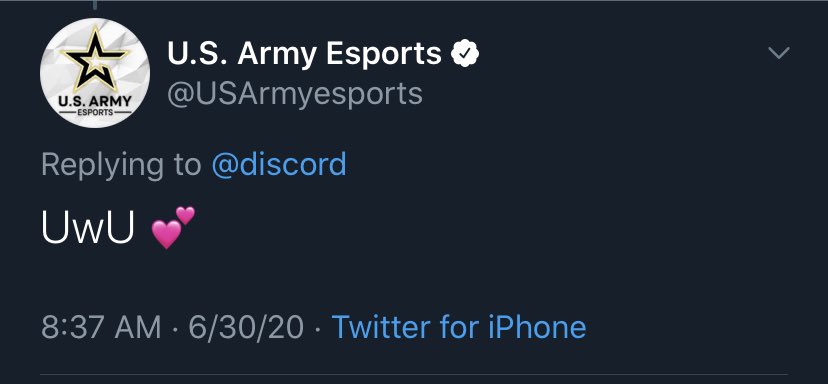 U.S. ARMY
ESPORTS
U.S. Army Esports
@USArmyesports
Replying to @discord
UwU 💕
8:37 AM · 6/30/20 · Twitter for iPhone